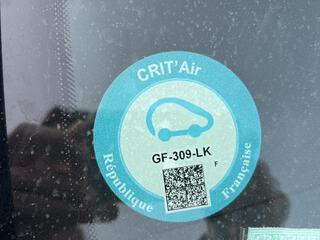 CRIT'Air
GF-309-LK
F
République
Française